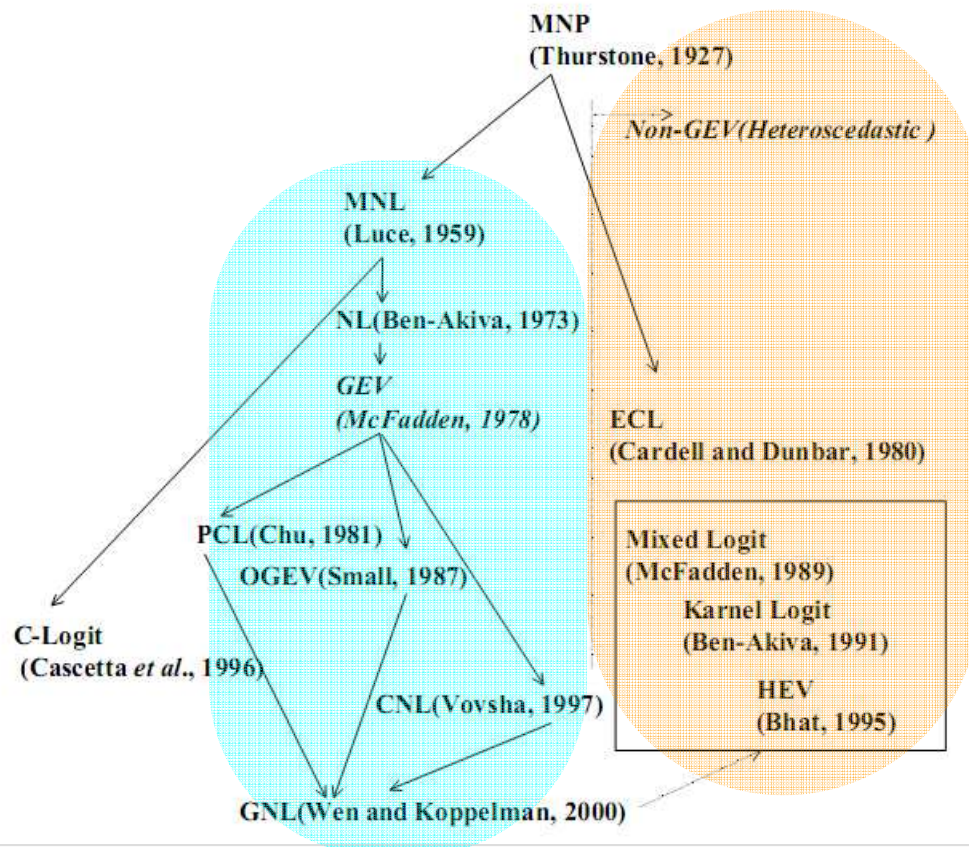 MNP
(Thurstone, 1927)
Non-GEV(Heteroscedastic )
MNL
(Luce, 1959)
NL(Ben-Akiva, 1973)
GEV
(McFadden, 1978)
ECL
(Cardell and Dunbar, 1980)
PCL(Chu, 1981)
OGEV(Small, 1987)
Mixed Logit
(McFadden, 1989)
Karnel Logit
(Ben-Akiva, 1991)
HEV
(Bhat, 1995)
C-Logit
(Cascetta et al., 1996)
CNL(Vovsha, 1997)
GNL(Wen and Koppelman, 2000)